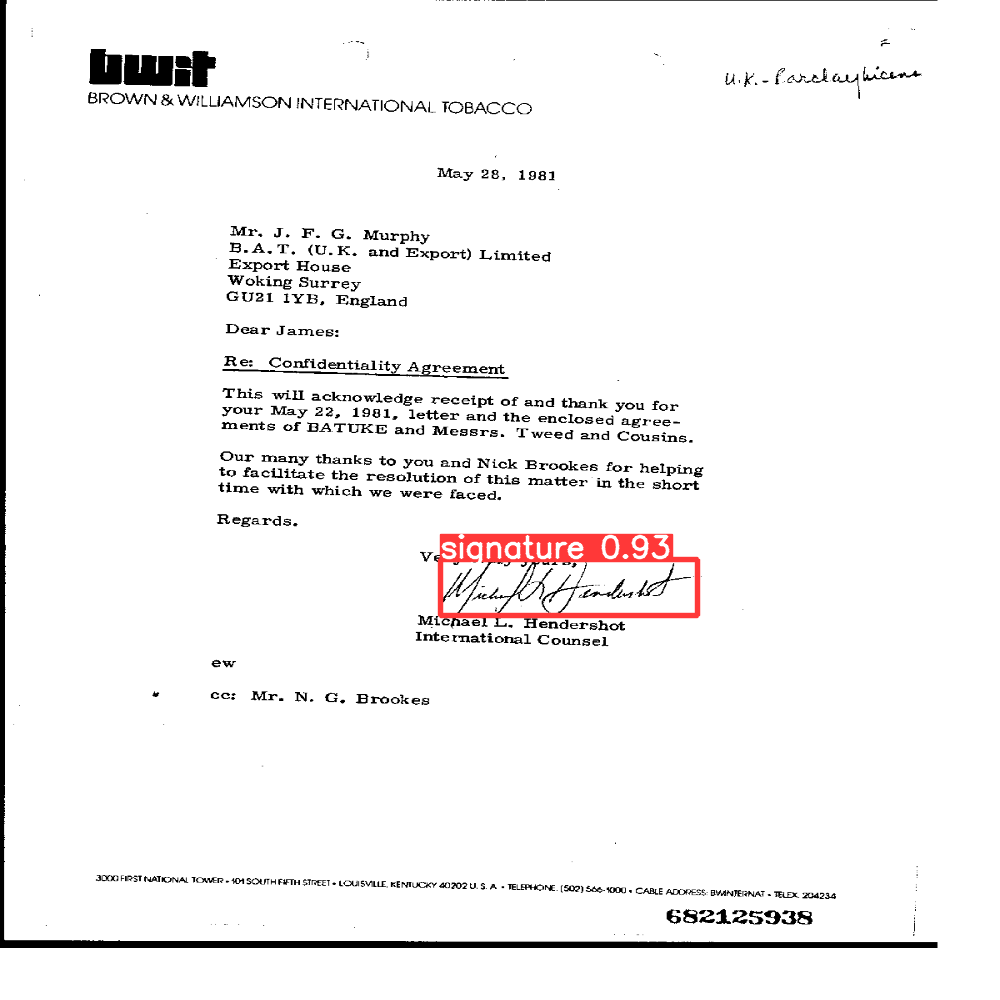 U.K. - Barclay
bwit
BROWN & WILLIAMSON INTERNATIONAL TOBACCO
May 28, 1981
Mr. J. F. G. Murphy
B.A.T. (U.K. and Export) Limited
Export House
Woking Surrey
GU21 1YB, England
Dear James:
Re: Confidentiality Agreement
This will acknowledge receipt of and thank you for
your May 22, 1981, letter and the enclosed agree-
ments of BATUKE and Messrs. Tweed and Cousins.
Our many thanks to you and Nick Brookes for helping
to facilitate the resolution of this matter in the short
time with which we were faced.
Regards.
signature 0.93
Michael L. Hendershot
Michael L. Hendershot
International Counsel
ew
cc: Mr. N. G. Brookes
3000 FIRST NATIONAL TOWER • 101 SOUTH FIFTH STREET • LOUISVILLE, KENTUCKY 40202 U. S. A. • TELEPHONE: (502) 566-1000 • CABLE ADDRESS: BWINTERNAT • TELEX: 204234
682125938